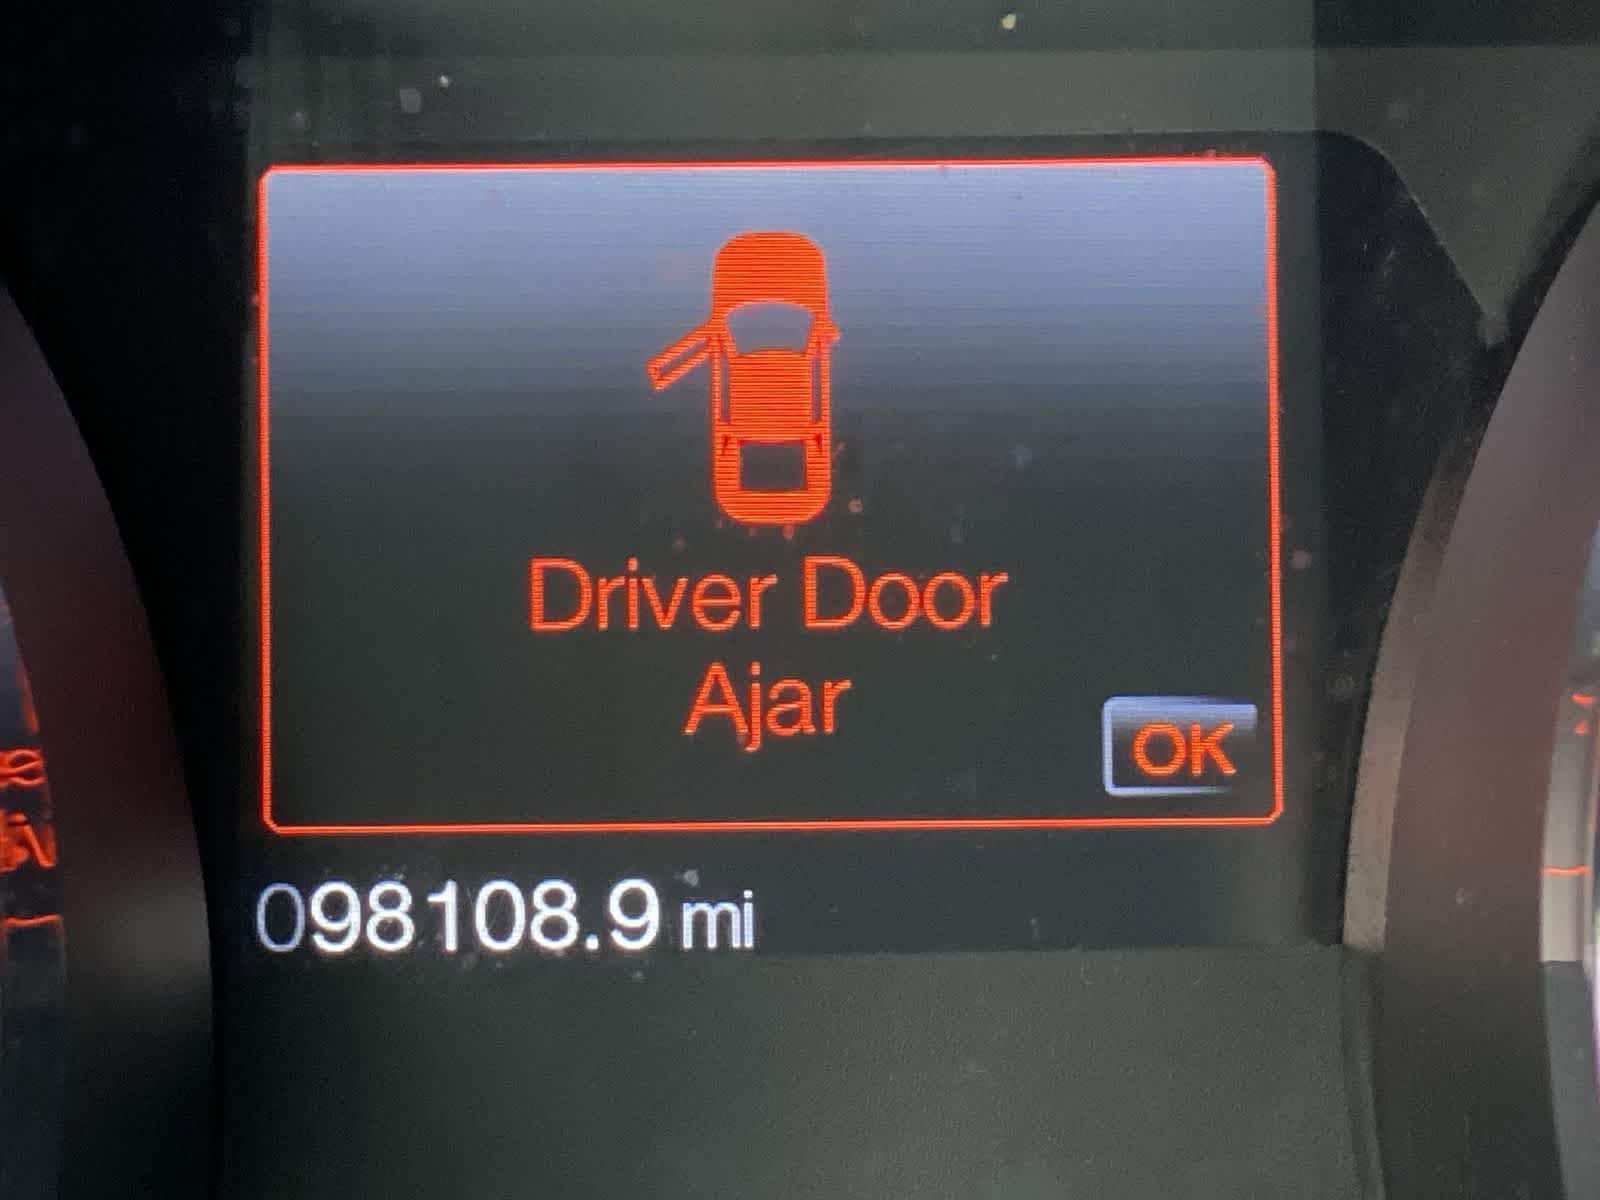 Driver Door
Ajar
OK
098108.9 mi